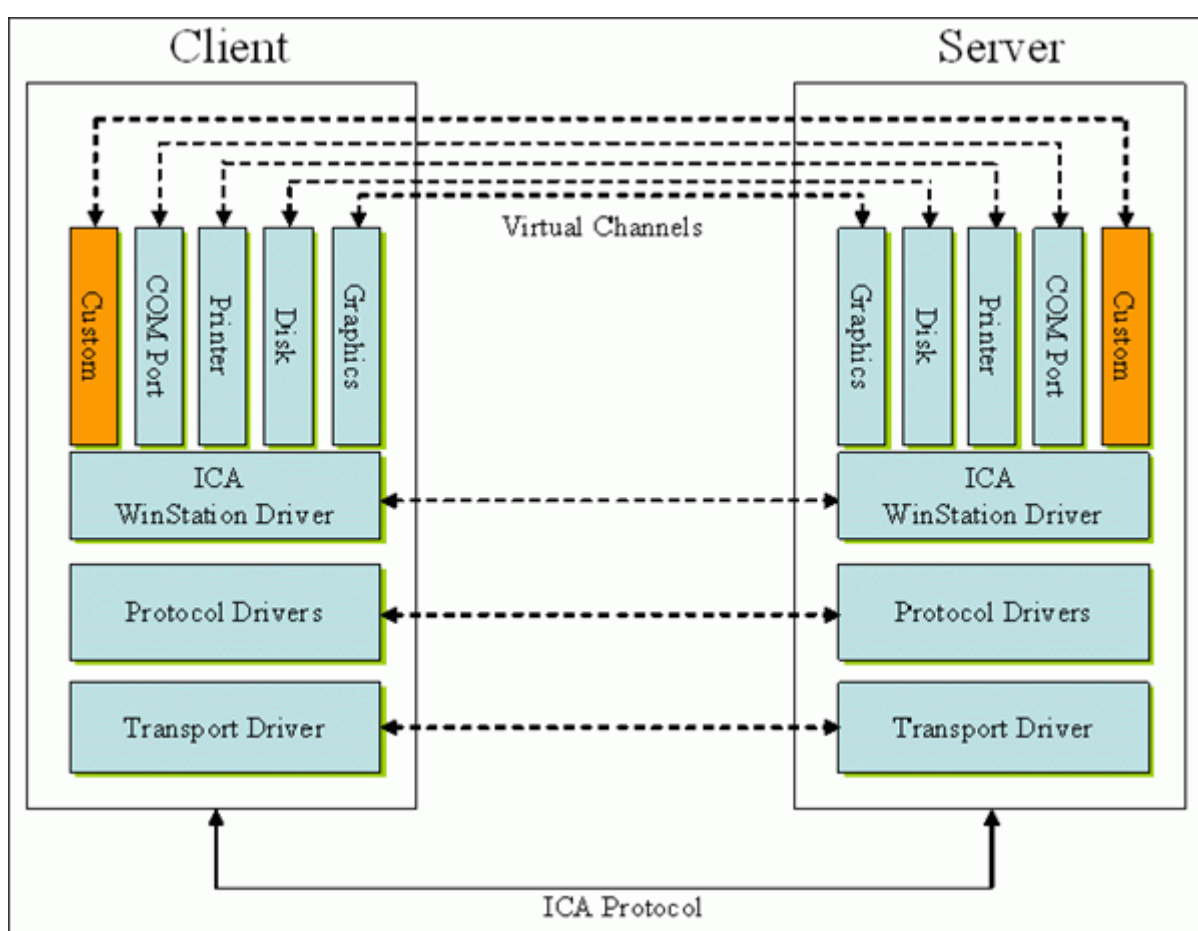 Client
Server
Virtual Channels
Custom
COM Port
Printer
Disk
Graphics
Graphics
Disk
Printer
COM Port
Custom
ICA
WinStation Driver
ICA
WinStation Driver
Protocol Drivers
Protocol Drivers
Transport Driver
Transport Driver
ICA Protocol